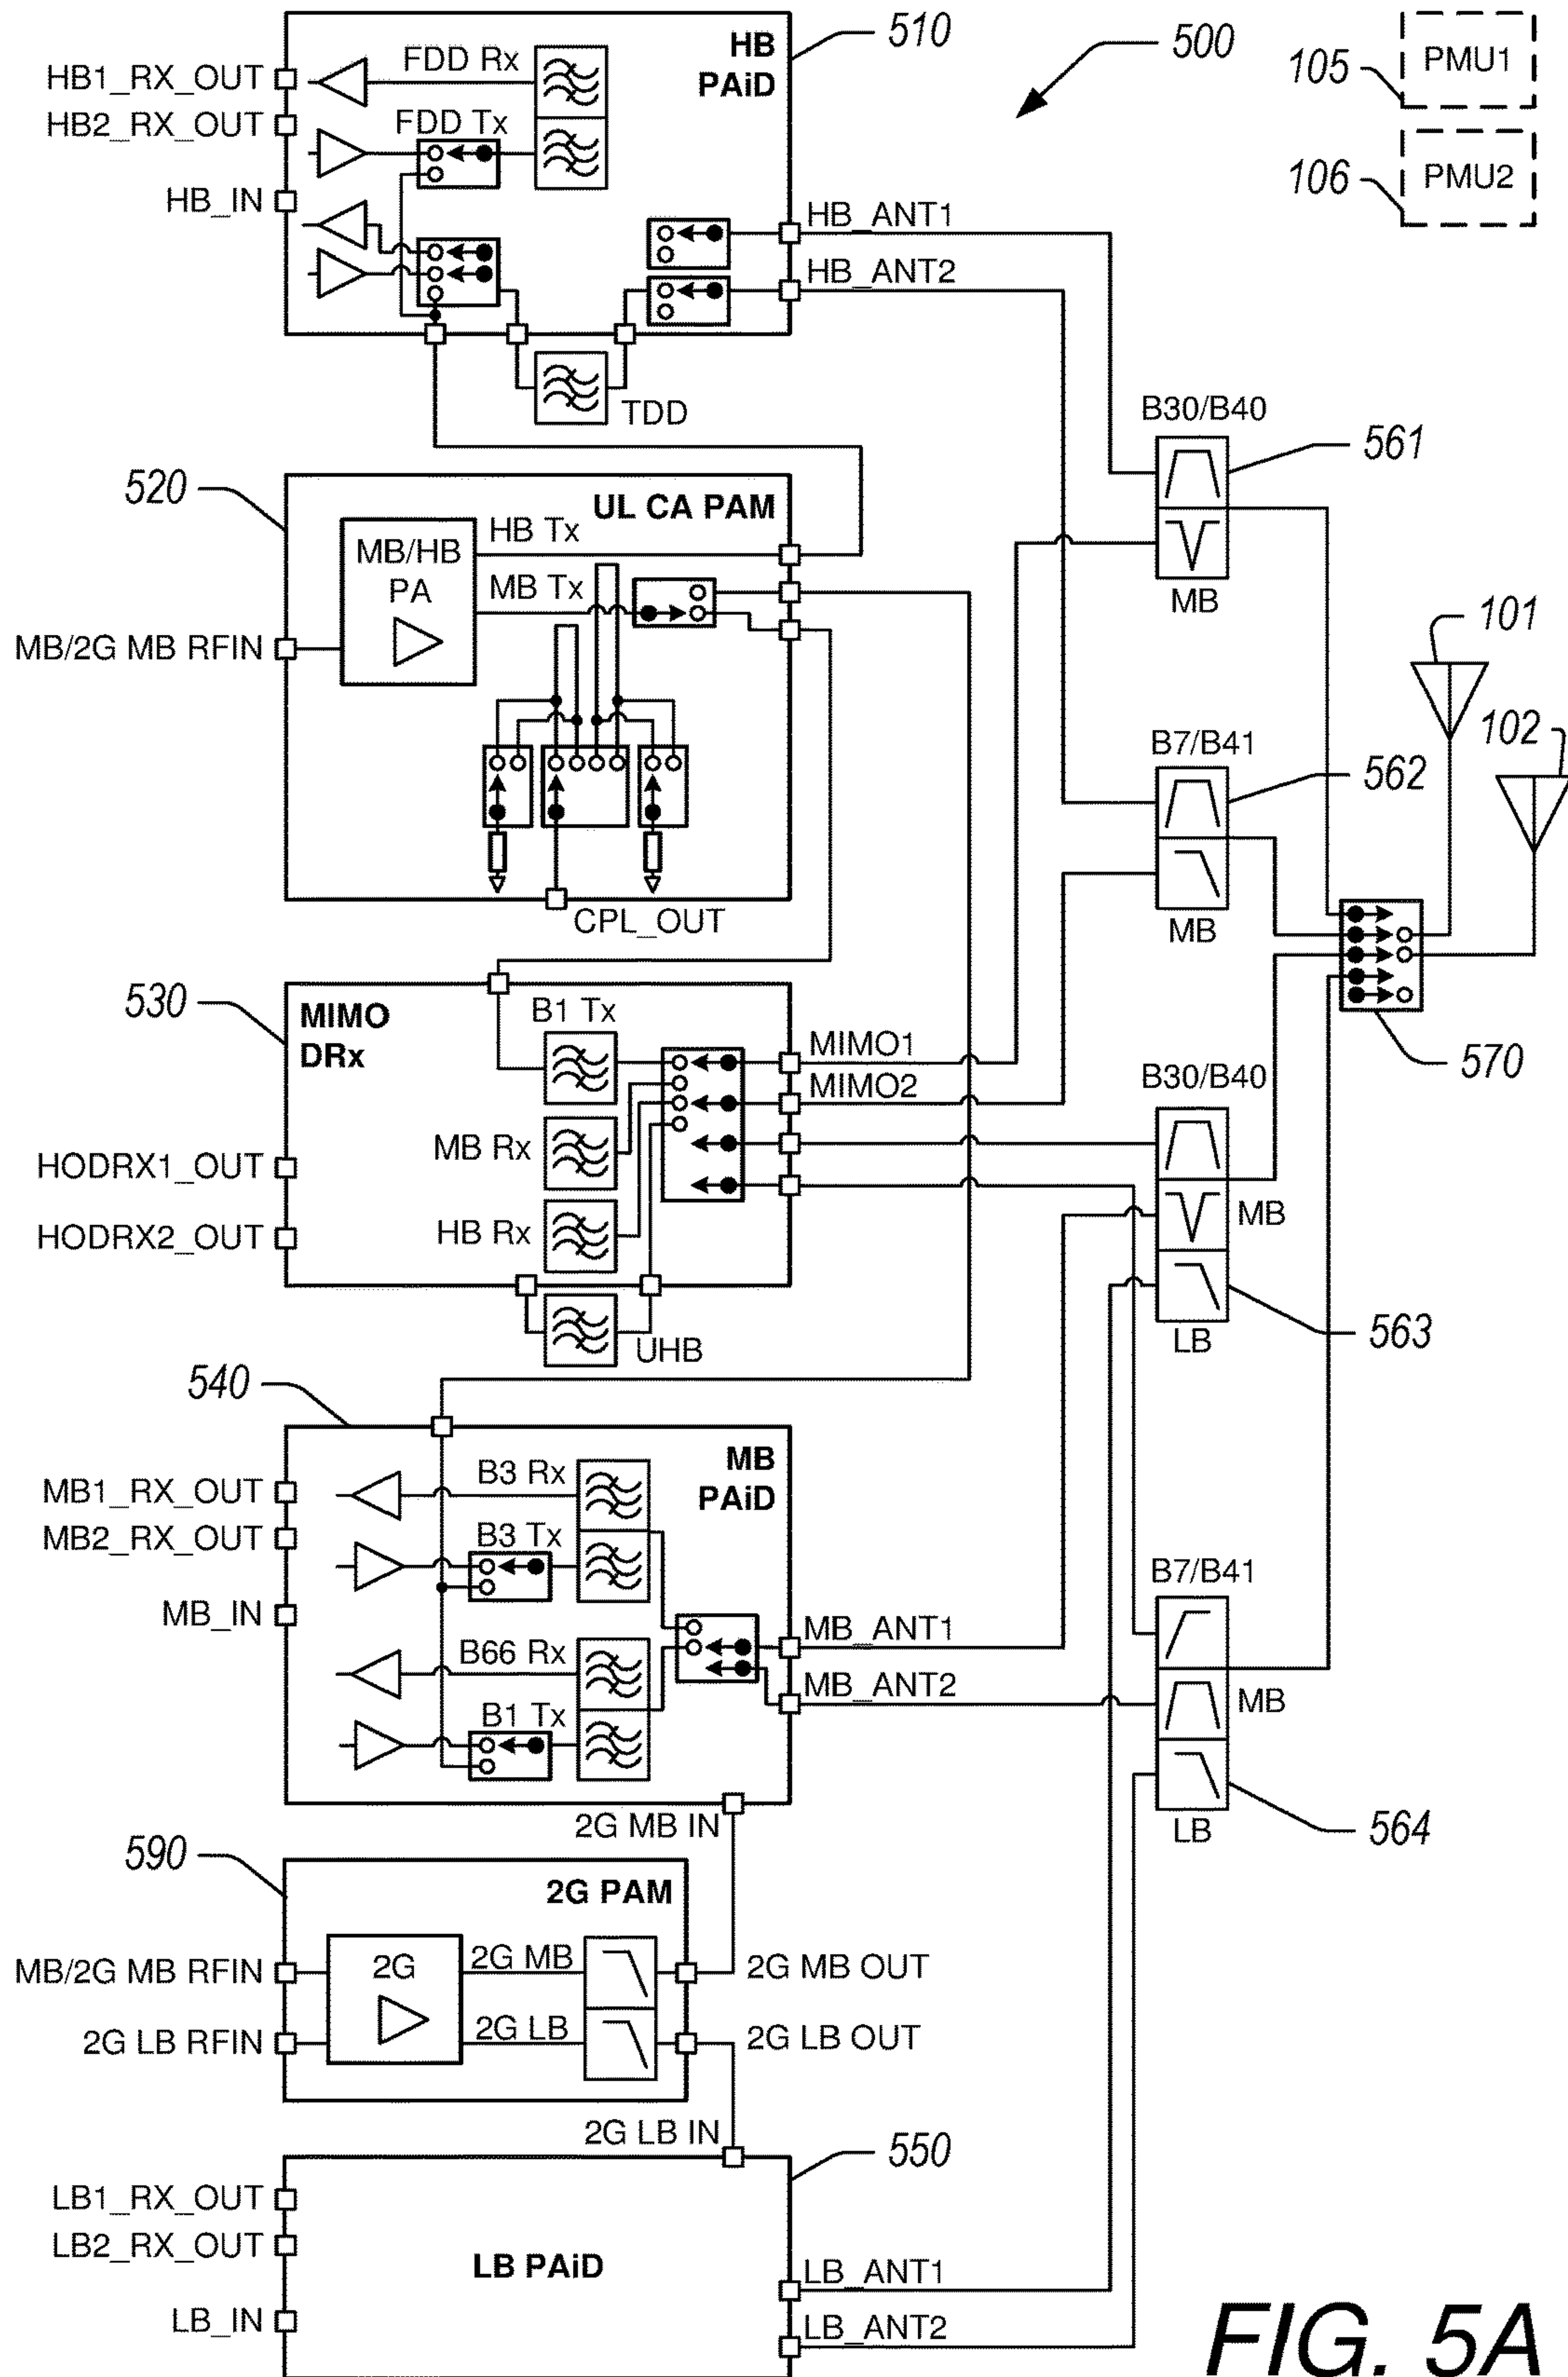 HB
PAiD
510
500
105
PMU1
106
PMU2
HB1_RX_OUT
HB2_RX_OUT
HB_IN
FDD Rx
FDD Tx
HB_ANT1
HB_ANT2
TDD
B30/B40
561
MB
520
UL CA PAM
MB/HB
PA
HB Tx
MB Tx
MB/2G MB RFIN
CPL_OUT
101
102
B7/B41
562
MB
570
530
MIMO
DRx
B1 Tx
MIMO1
MIMO2
MB Rx
HB Rx
HODRX1_OUT
HODRX2_OUT
UHB
B30/B40
MB
LB
563
540
MB
PAiD
MB1_RX_OUT
MB2_RX_OUT
MB_IN
B3 Rx
B3 Tx
B66 Rx
B1 Tx
MB_ANT1
MB_ANT2
B7/B41
MB
LB
564
2G MB IN
590
2G PAM
MB/2G MB RFIN
2G LB RFIN
2G
2G MB
2G LB
2G MB OUT
2G LB OUT
2G LB IN
550
LB1_RX_OUT
LB2_RX_OUT
LB_IN
LB PAiD
LB_ANT1
LB_ANT2
FIG. 5A